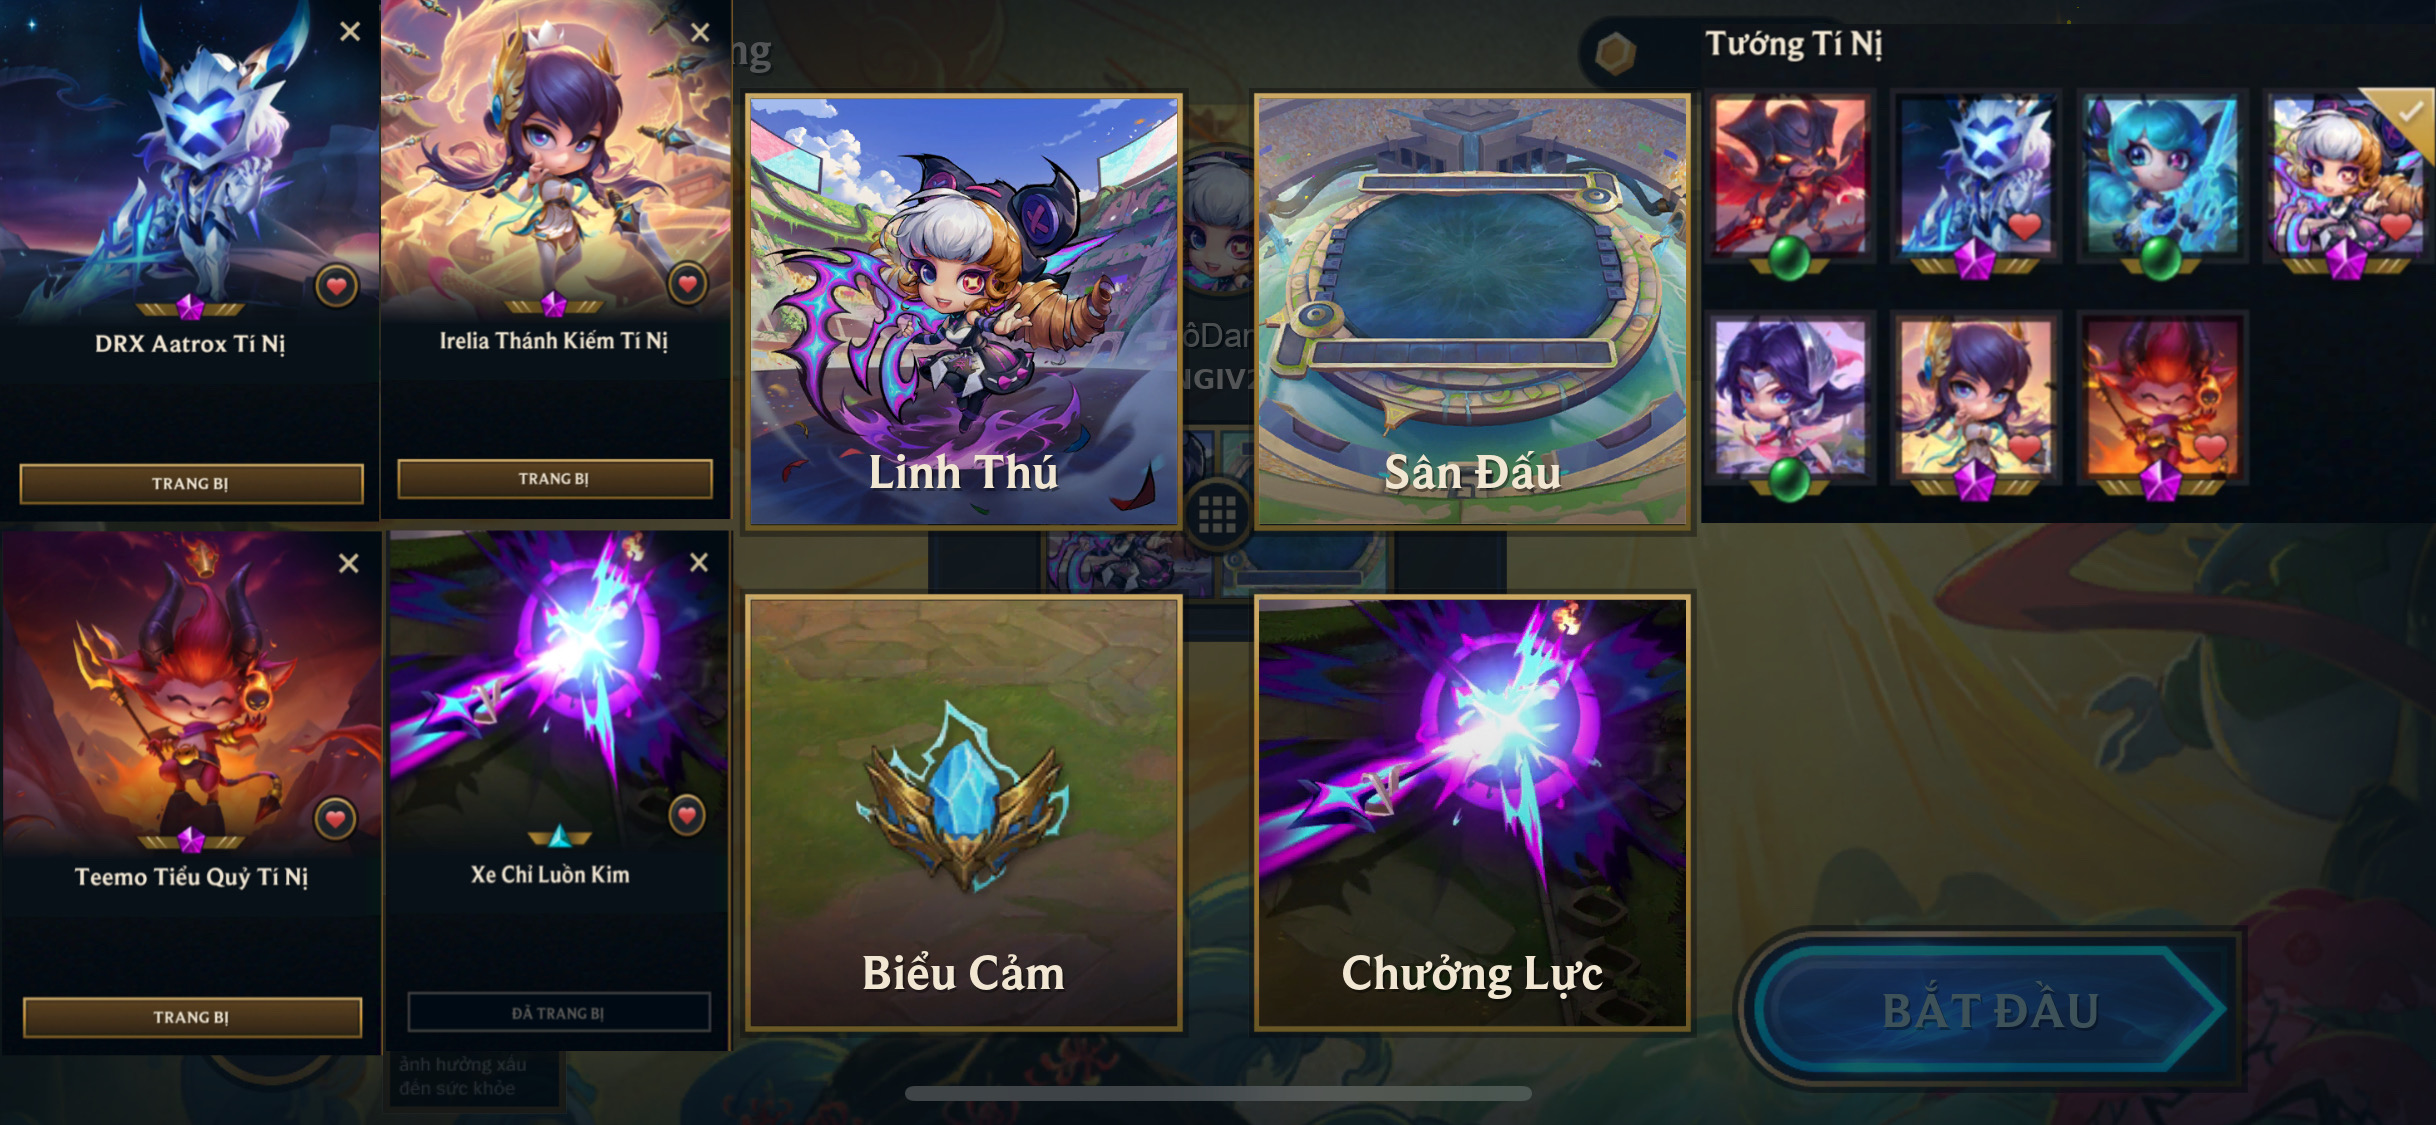 DRX Aatrox Tí Nị
TRANG BỊ
Irelia Thánh Kiếm Tí Nị
TRANG BỊ
Teemo Tiểu Quỷ Tí Nị
TRANG BỊ
Xe Chỉ Luồn Kim
ĐÃ TRANG BỊ
ảnh hưởng xấu
đến sức khỏe
ng
Linh Thú
Sân Đấu
ôDar
NGIV2
Biểu Cảm
Chưởng Lực
Tướng Tí Nị
BẮT ĐẦU